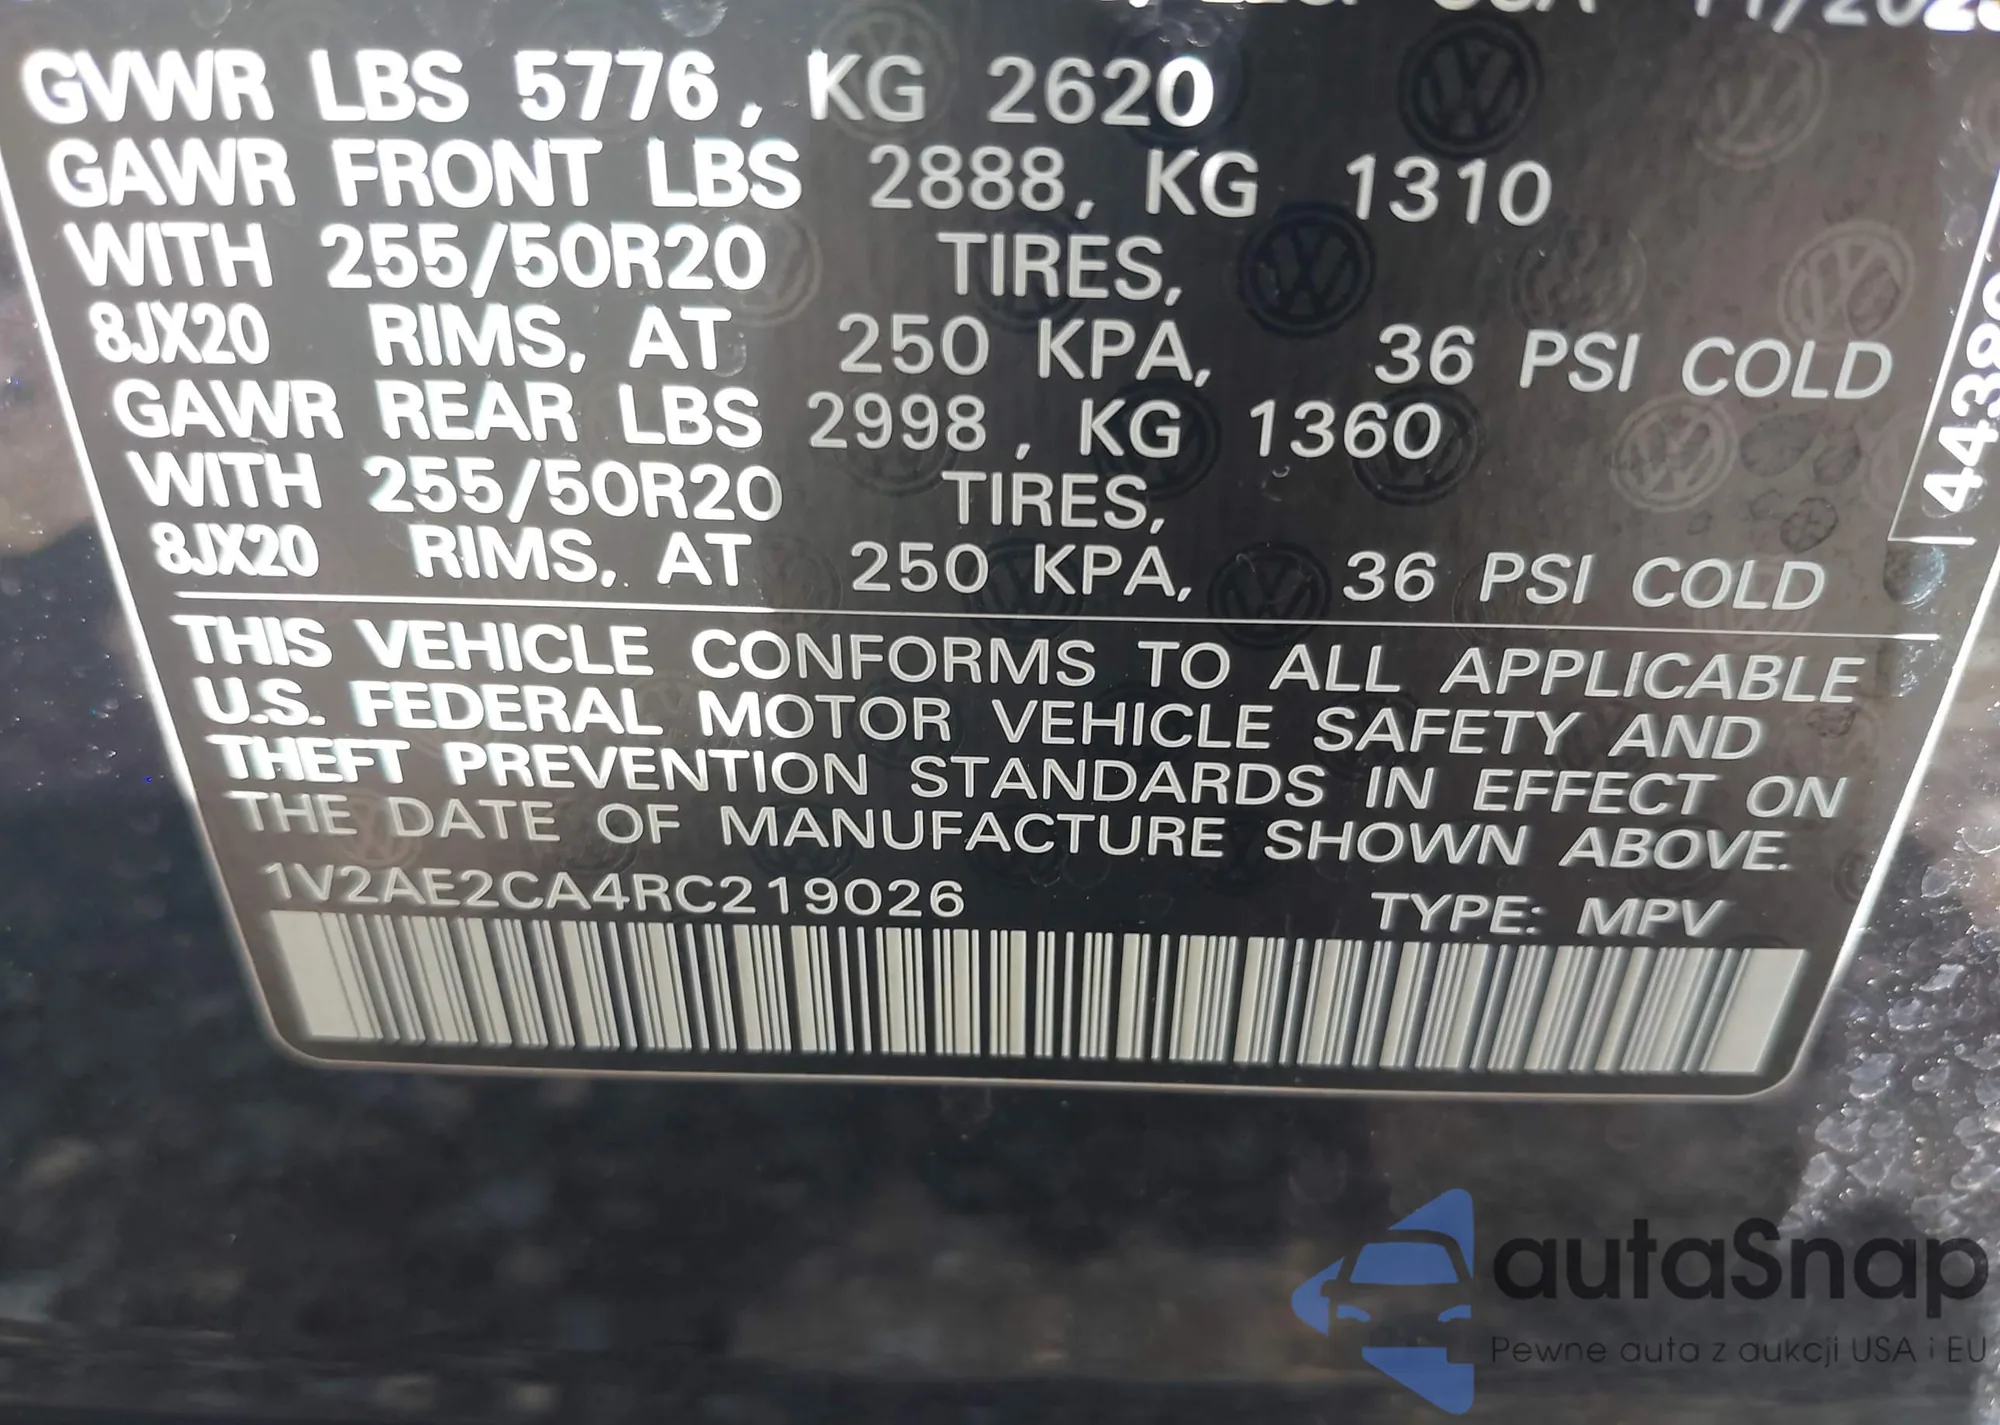 USA 11/2023
GVWR LBS 5776, KG 2620
GAWR FRONT LBS 2888, KG 1310
WITH 255/50R20 TIRES,
8JX20 RIMS, AT 250 KPA, 36 PSI COLD
GAWR REAR LBS 2998, KG 1360
WITH 255/50R20 TIRES,
8JX20 RIMS, AT 250 KPA, 36 PSI COLD
THIS VEHICLE CONFORMS TO ALL APPLICABLE
U.S. FEDERAL MOTOR VEHICLE SAFETY AND
THEFT PREVENTION STANDARDS IN EFFECT ON
THE DATE OF MANUFACTURE SHOWN ABOVE.
1V2AE2CA4RC219026 TYPE: MPV
autaSnap
Pewne auta z aukcji USA i EU